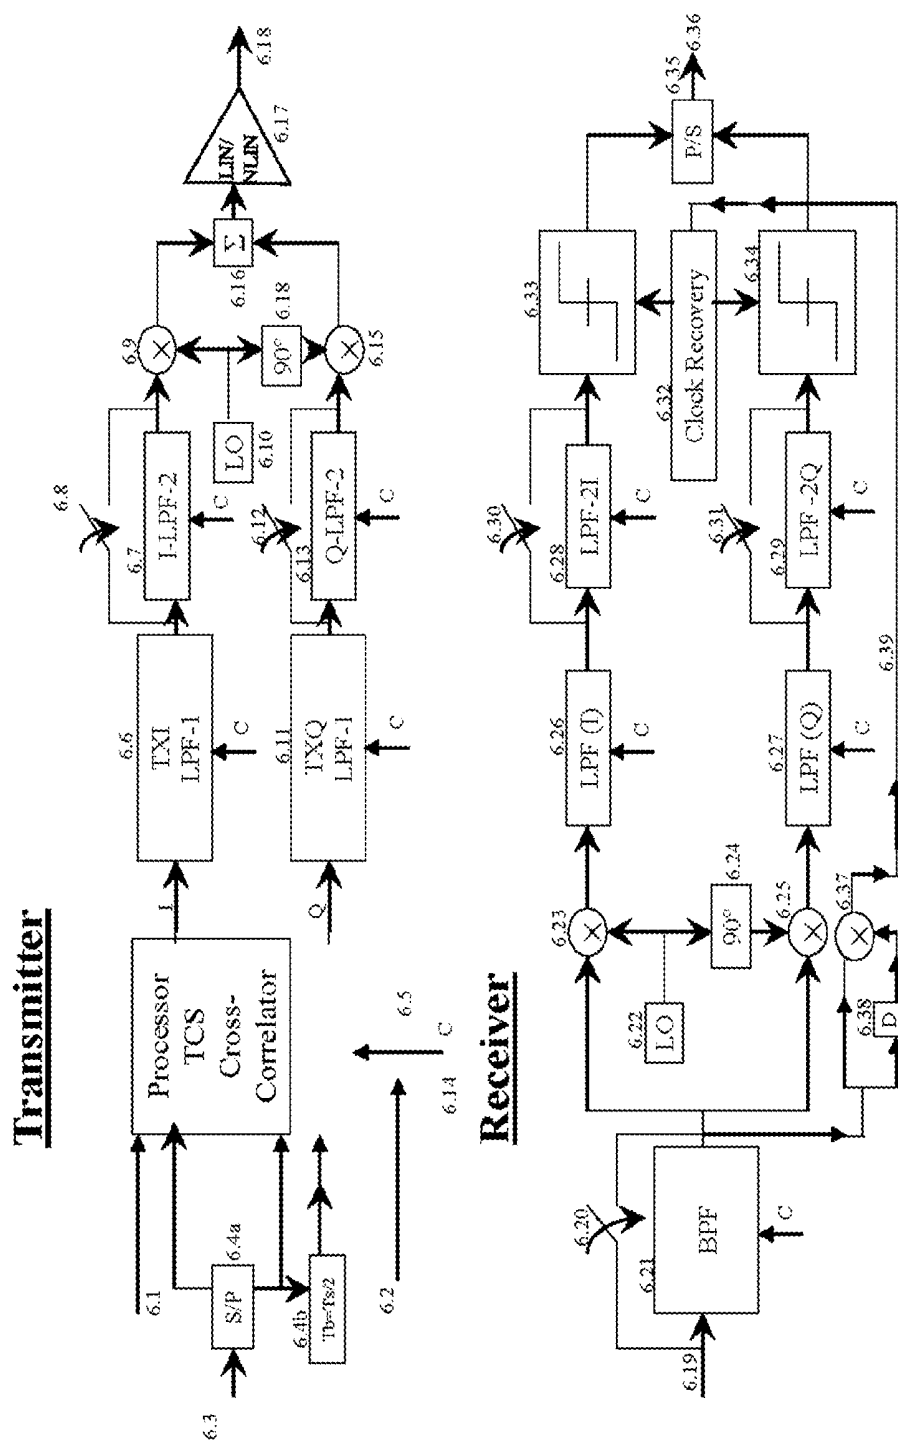 Transmitter
6.3
S/P
6.4a
6.4b
Tb=Ts/2
6.1
6.2
Processor
TCS
Cross-
Correlator
6.5
C
6.14
I
Q
6.6
TXI
LPF-1
C
6.11
TXQ
LPF-1
C
6.8
6.7
I-LPF-2
C
6.12
6.13
Q-LPF-2
C
6.9
LO
6.10
90°
6.18
6.15
Σ
6.16
LIN/
NLIN
6.17
6.18
Receiver
6.19
6.20
6.21
BPF
C
6.22
LO
6.23
90°
6.24
6.25
6.37
6.38
D
6.39
6.26
LPF (I)
C
6.27
LPF (Q)
C
6.30
6.28
LPF-2I
C
6.31
6.29
LPF-2Q
C
6.32
Clock Recovery
6.33
6.34
P/S
6.35
6.36